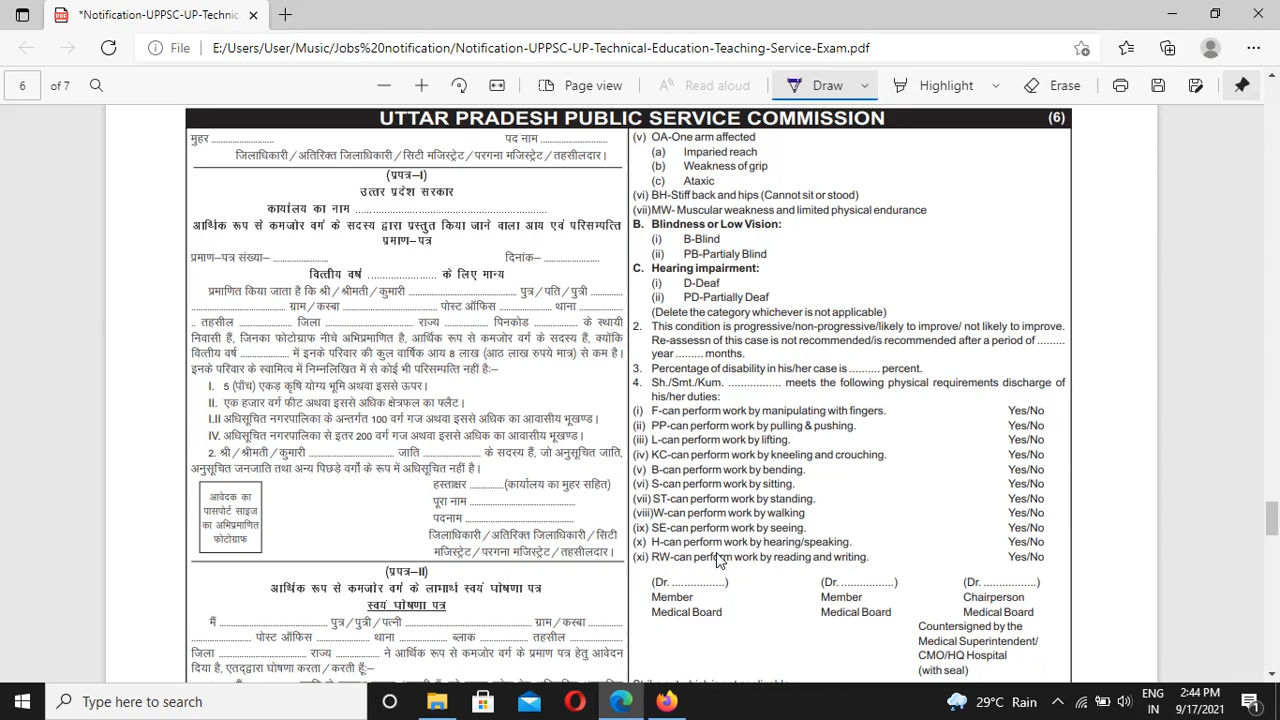 *Notification-UPPSC-UP-Technic
File
E:/Users/User/Music/Jobs%20notification/Notification-UPPSC-UP-Technical-Education-Teaching-Service-Exam.pdf
6 of 7
Page view
Read aloud
Draw
Highlight
Erase
UTTAR PRADESH PUBLIC SERVICE COMMISSION (6)
मुहर ........................ पद नाम ..........................
जिलाधिकारी/अतिरिक्त जिलाधिकारी/सिटी मजिस्ट्रेट/परगना मजिस्ट्रेट/तहसीलदार।
(प्रपत्र–I)
उत्तर प्रदेश सरकार
कार्यालय का नाम ........................................................
आर्थिक रूप से कमजोर वर्ग के सदस्य द्वारा प्रस्तुत किया जाने वाला आय एवं परिसम्पत्ति
प्रमाण–पत्र
प्रमाण–पत्र संख्या– ..................... दिनांक– .....................
वित्तीय वर्ष ..................... के लिए मान्य
प्रमाणित किया जाता है कि श्री/श्रीमती/कुमारी ........................................ पुत्र/पति/पुत्री ............
................................... ग्राम/कस्बा ................................ पोस्ट ऑफिस ..................... थाना ...............
. तहसील .................... जिला ................................ राज्य ................ पिनकोड ................ के स्थायी
निवासी हैं, जिनका फोटोग्राफ नीचे अभिप्रमाणित है, आर्थिक रूप से कमजोर वर्ग के सदस्य हैं, क्योंकि
वित्तीय वर्ष .................. में इनके परिवार की कुल वार्षिक आय 8 लाख (आठ लाख रुपये मात्र) से कम है।
इनके परिवार के स्वामित्व में निम्नलिखित में से कोई भी परिसम्पत्ति नहीं है:–
I. 5 (पाँच) एकड़ कृषि योग्य भूमि अथवा इससे ऊपर।
II. एक हजार वर्ग फीट अथवा इससे अधिक क्षेत्रफल का फ्लैट।
I.II अधिसूचित नगरपालिका के अन्तर्गत 100 वर्ग गज अथवा इससे अधिक का आवासीय भूखण्ड।
IV. अधिसूचित नगरपालिका से इतर 200 वर्ग गज अथवा इससे अधिक का आवासीय भूखण्ड।
2. श्री/श्रीमती/कुमारी ................................ जाति ........................ के सदस्य हैं, जो अनुसूचित जाति,
अनुसूचित जनजाति तथा अन्य पिछड़े वर्गों के रूप में अधिसूचित नहीं है।
आवेदक का
पासपोर्ट साइज
का अभिप्रमाणित
फोटोग्राफ
हस्ताक्षर .............(कार्यालय का मुहर सहित)
पूरा नाम ........................................
पदनाम ........................................
जिलाधिकारी/अतिरिक्त जिलाधिकारी/सिटी
मजिस्ट्रेट/परगना मजिस्ट्रेट/तहसीलदार।
(प्रपत्र–II)
आर्थिक रूप से कमजोर वर्ग के लाभार्थ स्वयं घोषणा पत्र
स्वयं घोषणा पत्र
मैं ........................................ पुत्र/पुत्री/पत्नी ........................................ ग्राम/कस्बा .............
...................... पोस्ट ऑफिस ...................... थाना .................. ब्लाक .................... तहसील ....................
जिला ................................ राज्य ................ ने आर्थिक रूप से कमजोर वर्ग के प्रमाण पत्र हेतु आवेदन
दिया है, एतद्द्वारा घोषणा करता/करती हूँ:–
(v) OA-One arm affected
(a) Imparied reach
(b) Weakness of grip
(c) Ataxic
(vi) BH-Stiff back and hips (Cannot sit or stood)
(vii)MW- Muscular weakness and limited physical endurance
B. Blindness or Low Vision:
(i) B-Blind
(ii) PB-Partialy Blind
C. Hearing impairment:
(i) D-Deaf
(ii) PD-Partially Deaf
(Delete the category whichever is not applicable)
2. This condition is progressive/non-progressive/likely to improve/ not likely to improve.
Re-assessn of this case is not recommended/is recommended after a period of ........
year ......... months.
3. Percentage of disability in his/her case is .......... percent.
4. Sh./Smt./Kum. ................ meets the following physical requirements discharge of
his/her duties:
(i) F-can perform work by manipulating with fingers. Yes/No
(ii) PP-can perform work by pulling & pushing. Yes/No
(iii) L-can perform work by lifting. Yes/No
(iv) KC-can perform work by kneeling and crouching. Yes/No
(v) B-can perform work by bending. Yes/No
(vi) S-can perform work by sitting. Yes/No
(vii) ST-can perform work by standing. Yes/No
(viii)W-can perform work by walking Yes/No
(ix) SE-can perform work by seeing. Yes/No
(x) H-can perform work by hearing/speaking. Yes/No
(xi) RW-can perform work by reading and writing. Yes/No
(Dr. ................) (Dr. ................) (Dr. ................)
Member Member Chairperson
Medical Board Medical Board Medical Board
Countersigned by the
Medical Superintendent/
CMO/HQ Hospital
(with seal)
Type here to search
29°C Rain
ENG
IN
2:44 PM
9/17/2021
1